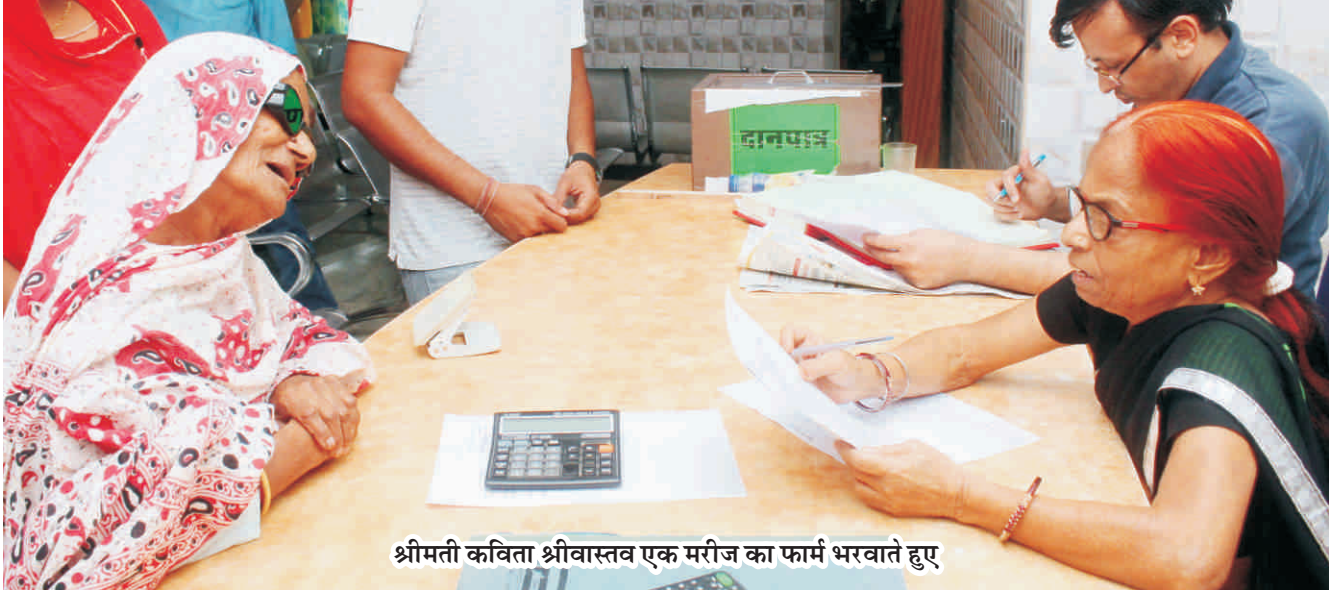 दानपात्र
श्रीमती कविता श्रीवास्तव एक मरीज का फार्म भरवाते हुए